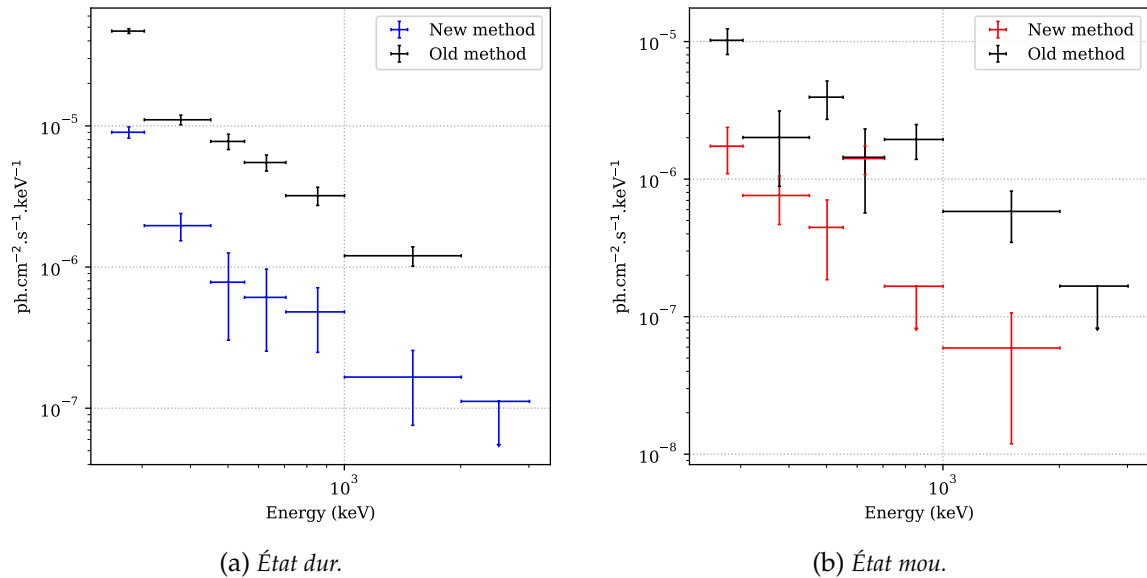 New method
Old method
10⁻⁵
10⁻⁶
10⁻⁷
ph.cm⁻².s⁻¹.keV⁻¹
10³
Energy (keV)
(a) État dur.
New method
Old method
10⁻⁵
10⁻⁶
10⁻⁷
10⁻⁸
ph.cm⁻².s⁻¹.keV⁻¹
10³
Energy (keV)
(b) État mou.